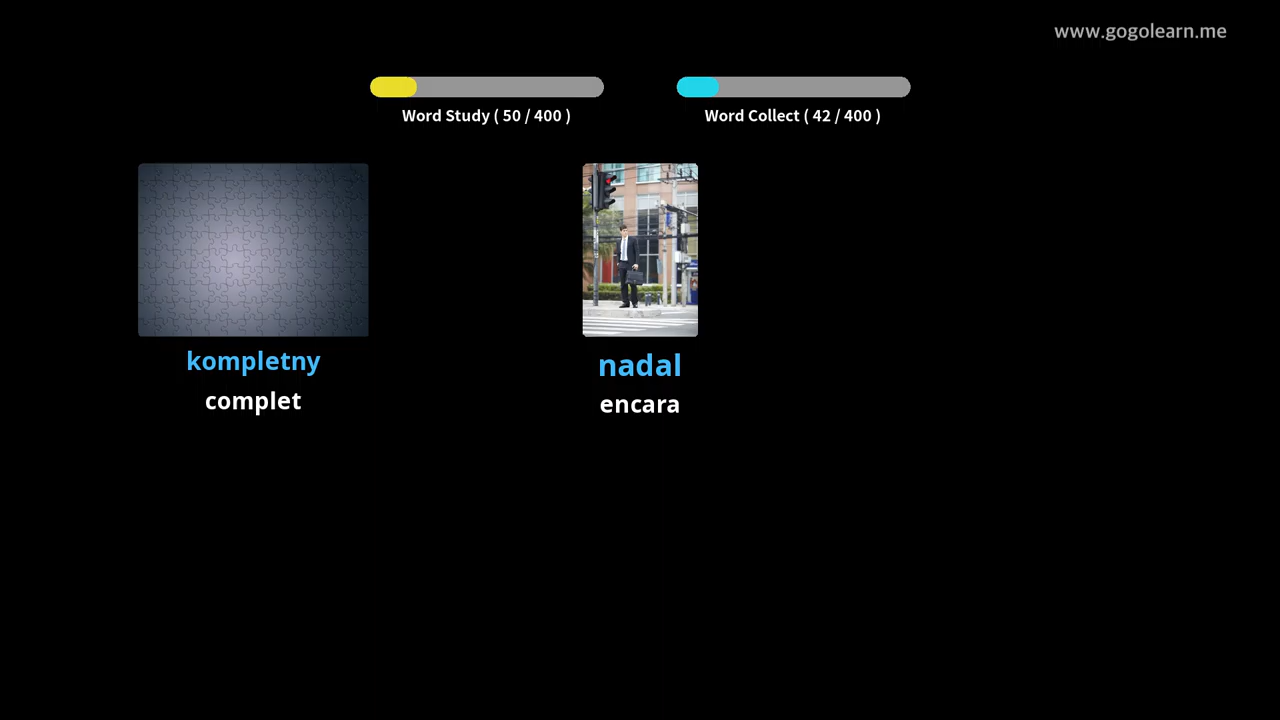 www.gogolearn.me
Word Study ( 50 / 400 )
Word Collect ( 42 / 400 )
kompletny
complet
nadal
encara